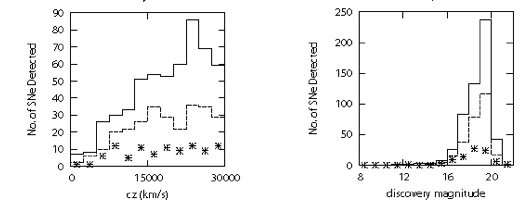 90
80
70
60
50
40
30
20
10
0
No. of SNe Detected
0 15000 30000
cz (km/s)
250
200
150
100
50
0
No. of SNe Detected
8 12 16 20
discovery magnitude